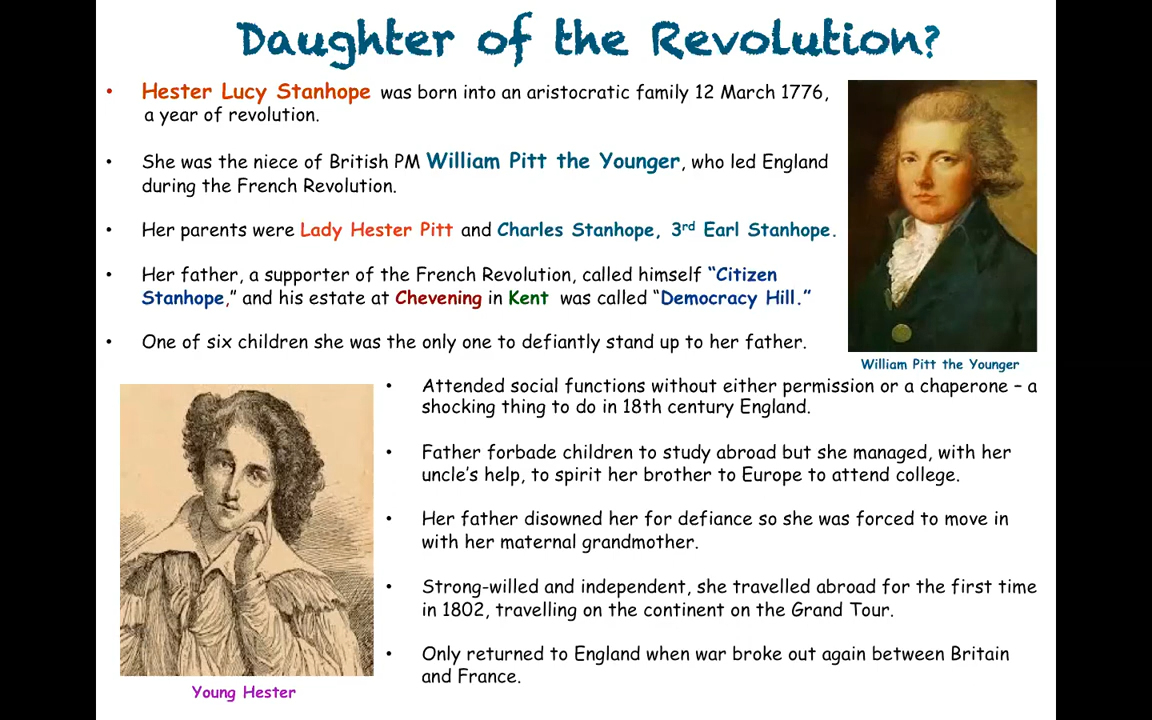 Daughter of the Revolution?
• Hester Lucy Stanhope was born into an aristocratic family 12 March 1776,
a year of revolution.
• She was the niece of British PM William Pitt the Younger, who led England
during the French Revolution.
• Her parents were Lady Hester Pitt and Charles Stanhope, 3rd Earl Stanhope.
• Her father, a supporter of the French Revolution, called himself “Citizen
Stanhope,” and his estate at Chevening in Kent was called “Democracy Hill.”
• One of six children she was the only one to defiantly stand up to her father.
William Pitt the Younger
• Attended social functions without either permission or a chaperone – a
shocking thing to do in 18th century England.
• Father forbade children to study abroad but she managed, with her
uncle’s help, to spirit her brother to Europe to attend college.
• Her father disowned her for defiance so she was forced to move in
with her maternal grandmother.
• Strong-willed and independent, she travelled abroad for the first time
in 1802, travelling on the continent on the Grand Tour.
• Only returned to England when war broke out again between Britain
and France.
Young Hester